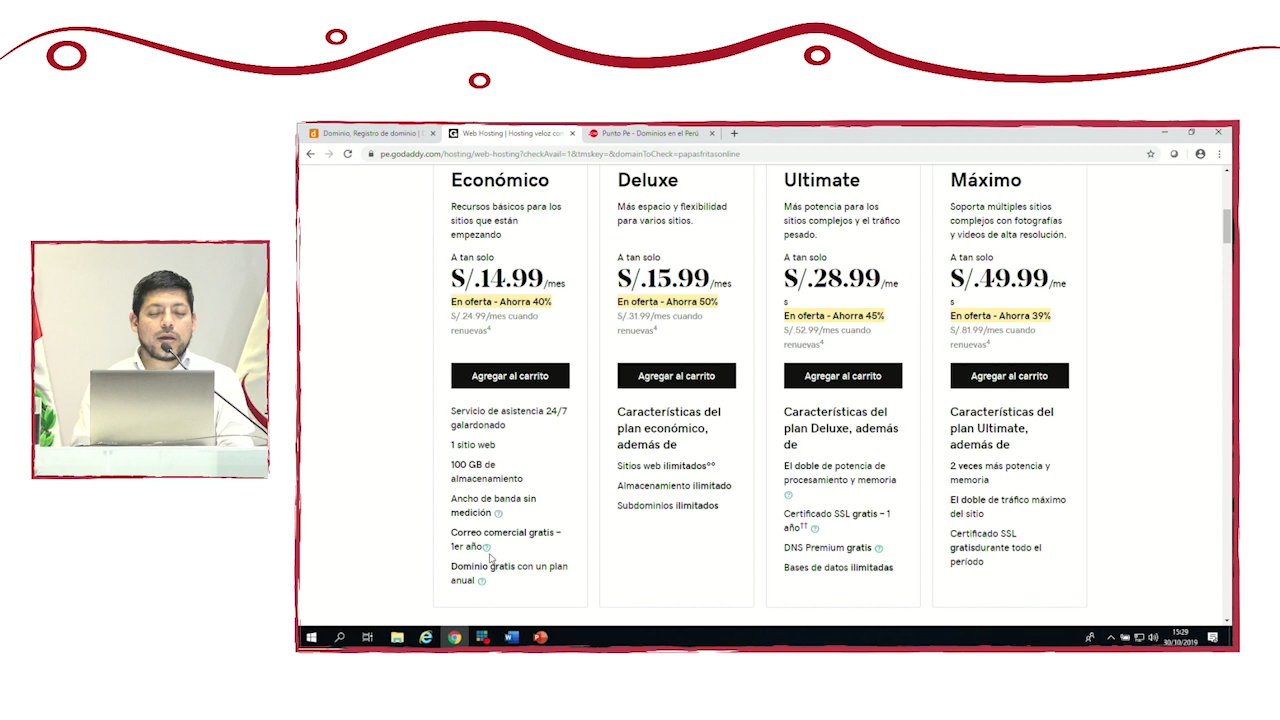 Dominio, Registro de dominio |
Web Hosting | Hosting veloz con
Punto Pe - Dominios en el Perú
pe.godaddy.com/hosting/web-hosting?checkAvail=1&tmskey=&domainToCheck=papasfritasonline
Económico
Recursos básicos para los
sitios que están
empezando
A tan solo
S/.14.99/mes
En oferta - Ahorra 40%
S/ 24.99/mes cuando
renuevas⁴
Agregar al carrito
Servicio de asistencia 24/7
galardonado
1 sitio web
100 GB de
almacenamiento
Ancho de banda sin
medición
Correo comercial gratis –
1er año
Dominio gratis con un plan
anual
Deluxe
Más espacio y flexibilidad
para varios sitios.
A tan solo
S/.15.99/mes
En oferta - Ahorra 50%
S/ 31.99/mes cuando
renuevas⁴
Agregar al carrito
Características del
plan económico,
además de
Sitios web ilimitados°°
Almacenamiento ilimitado
Subdominios ilimitados
Ultimate
Más potencia para los
sitios complejos y el tráfico
pesado.
A tan solo
S/.28.99/me
s
En oferta - Ahorra 45%
S/ 52.99/mes cuando
renuevas⁴
Agregar al carrito
Características del
plan Deluxe, además
de
El doble de potencia de
procesamiento y memoria
Certificado SSL gratis – 1
año††
DNS Premium gratis
Bases de datos ilimitadas
Máximo
Soporta múltiples sitios
complejos con fotografías
y videos de alta resolución.
A tan solo
S/.49.99/me
s
En oferta - Ahorra 39%
S/ 81.99/mes cuando
renuevas⁴
Agregar al carrito
Características del
plan Ultimate,
además de
2 veces más potencia y
memoria
El doble de tráfico máximo
del sitio
Certificado SSL
gratisdurante todo el
período
15:29
30/10/2019